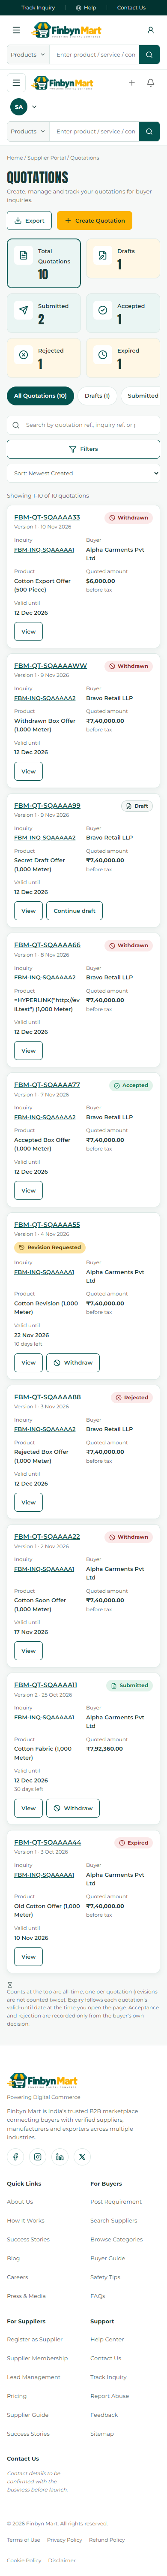 Track Inquiry
Help
Contact Us
Finbyn Mart
Products
Enter product / service / com
Finbyn Mart
SA
Products
Enter product / service / com
Home / Supplier Portal / Quotations
QUOTATIONS
Create, manage and track your quotations for buyer inquiries.
Export
Create Quotation
Total Quotations
10
Drafts
1
Submitted
2
Accepted
1
Rejected
1
Expired
1
All Quotations (10)
Drafts (1)
Submitted
Search by quotation ref., inquiry ref. or p
Filters
Sort: Newest Created
Showing 1-10 of 10 quotations
FBM-QT-SQAAAA33
Withdrawn
Version 1 · 10 Nov 2026
Inquiry
Buyer
FBM-INQ-SQAAAAA1
Alpha Garments Pvt Ltd
Product
Quoted amount
Cotton Export Offer (500 Piece)
$6,000.00
before tax
Valid until
12 Dec 2026
View
FBM-QT-SQAAAAWW
Withdrawn
Version 1 · 9 Nov 2026
Inquiry
Buyer
FBM-INQ-SQAAAAA2
Bravo Retail LLP
Product
Quoted amount
Withdrawn Box Offer (1,000 Meter)
₹7,40,000.00
before tax
Valid until
12 Dec 2026
View
FBM-QT-SQAAAA99
Draft
Version 1 · 9 Nov 2026
Inquiry
Buyer
FBM-INQ-SQAAAAA2
Bravo Retail LLP
Product
Quoted amount
Secret Draft Offer (1,000 Meter)
₹7,40,000.00
before tax
Valid until
12 Dec 2026
View
Continue draft
FBM-QT-SQAAAA66
Withdrawn
Version 1 · 8 Nov 2026
Inquiry
Buyer
FBM-INQ-SQAAAAA2
Bravo Retail LLP
Product
Quoted amount
=HYPERLINK("http://evil.test") (1,000 Meter)
₹7,40,000.00
before tax
Valid until
12 Dec 2026
View
FBM-QT-SQAAAA77
Accepted
Version 1 · 7 Nov 2026
Inquiry
Buyer
FBM-INQ-SQAAAAA2
Bravo Retail LLP
Product
Quoted amount
Accepted Box Offer (1,000 Meter)
₹7,40,000.00
before tax
Valid until
12 Dec 2026
View
FBM-QT-SQAAAA55
Version 1 · 4 Nov 2026
Revision Requested
Inquiry
Buyer
FBM-INQ-SQAAAAA1
Alpha Garments Pvt Ltd
Product
Quoted amount
Cotton Revision (1,000 Meter)
₹7,40,000.00
before tax
Valid until
22 Nov 2026
10 days left
View
Withdraw
FBM-QT-SQAAAA88
Rejected
Version 1 · 3 Nov 2026
Inquiry
Buyer
FBM-INQ-SQAAAAA2
Bravo Retail LLP
Product
Quoted amount
Rejected Box Offer (1,000 Meter)
₹7,40,000.00
before tax
Valid until
12 Dec 2026
View
FBM-QT-SQAAAA22
Withdrawn
Version 1 · 2 Nov 2026
Inquiry
Buyer
FBM-INQ-SQAAAAA1
Alpha Garments Pvt Ltd
Product
Quoted amount
Cotton Soon Offer (1,000 Meter)
₹7,40,000.00
before tax
Valid until
17 Nov 2026
View
FBM-QT-SQAAAA11
Submitted
Version 2 · 25 Oct 2026
Inquiry
Buyer
FBM-INQ-SQAAAAA1
Alpha Garments Pvt Ltd
Product
Quoted amount
Cotton Fabric (1,000 Meter)
₹7,92,360.00
Valid until
12 Dec 2026
30 days left
View
Withdraw
FBM-QT-SQAAAA44
Expired
Version 1 · 3 Oct 2026
Inquiry
Buyer
FBM-INQ-SQAAAAA1
Alpha Garments Pvt Ltd
Product
Quoted amount
Old Cotton Offer (1,000 Meter)
₹7,40,000.00
before tax
Valid until
10 Nov 2026
View
Counts at the top are all-time, one per quotation (revisions are not counted twice). Expiry follows each quotation's valid until date at the time you open the page. Acceptance and rejection are recorded only from the buyer's own decision.
Finbyn Mart
Powering Digital Commerce
Finbyn Mart is India's trusted B2B marketplace connecting buyers with verified suppliers, manufacturers and exporters across multiple industries.
Quick Links
For Buyers
About Us
Post Requirement
How It Works
Search Suppliers
Success Stories
Browse Categories
Blog
Buyer Guide
Careers
Safety Tips
Press & Media
FAQs
For Suppliers
Support
Register as Supplier
Help Center
Supplier Membership
Contact Us
Lead Management
Track Inquiry
Pricing
Report Abuse
Supplier Guide
Feedback
Success Stories
Sitemap
Contact Us
Contact details to be confirmed with the business before launch.
© 2026 Finbyn Mart. All rights reserved.
Terms of Use
Privacy Policy
Refund Policy
Cookie Policy
Disclaimer